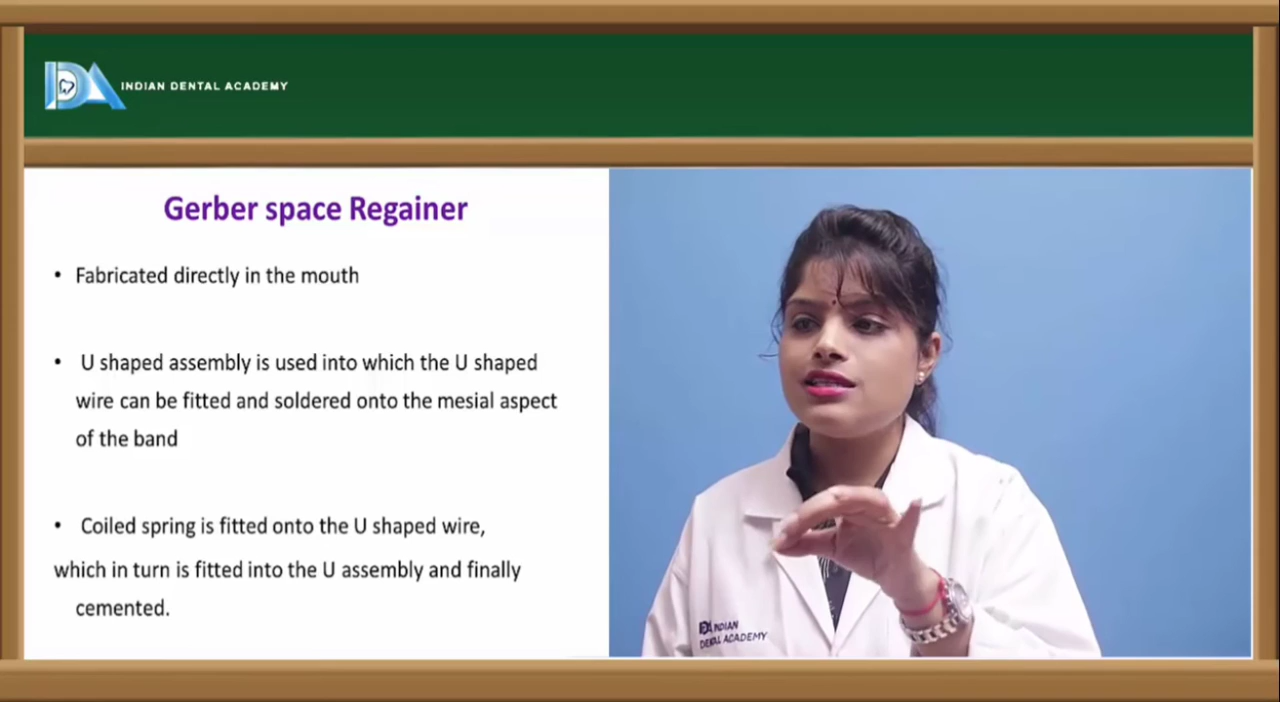 IDA INDIAN DENTAL ACADEMY
Gerber space Regainer
• Fabricated directly in the mouth
• U shaped assembly is used into which the U shaped
wire can be fitted and soldered onto the mesial aspect
of the band
• Coiled spring is fitted onto the U shaped wire,
which in turn is fitted into the U assembly and finally
cemented.
IDA INDIAN
DENTAL ACADEMY